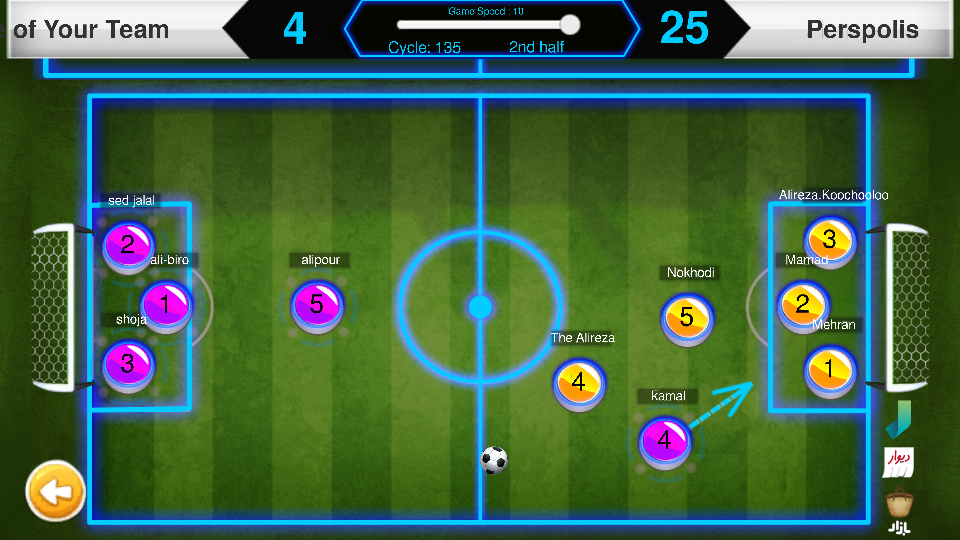 of Your Team
4
Game Speed : 10
Cycle: 135
2nd half
25
Perspolis
sed jalal
2
ali-biro
1
shoja
3
alipour
5
The Alireza
4
Nokhodi
5
kamal
4
Alireza.Koochooloo
3
Mamad
2
Mehran
1
دیوار
بازار